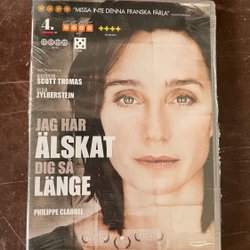 "MISSA INTE DENNA FRANSKA PÄRLA"
4.
SCOTT THOMAS
ZYLBERSTEIN
JAG HAR
ÄLSKAT
DIG SÅ
LÄNGE
PHILIPPE CLAUDEL